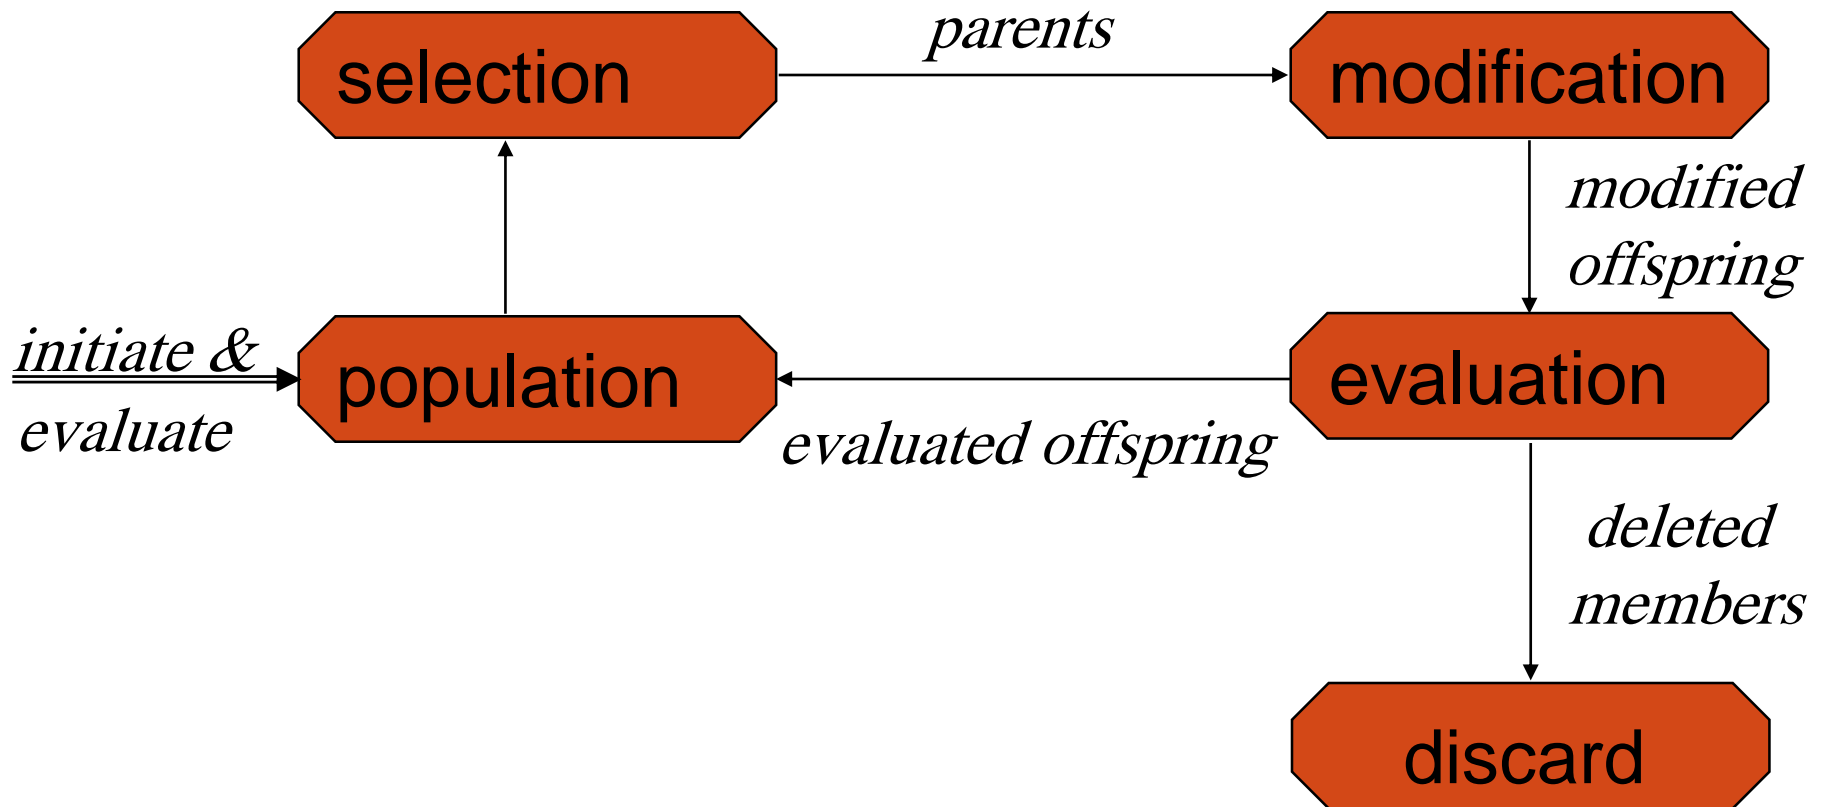 parents
selection
modification
modified
offspring
initiate &
population
evaluation
evaluate
evaluated offspring
deleted
members
discard